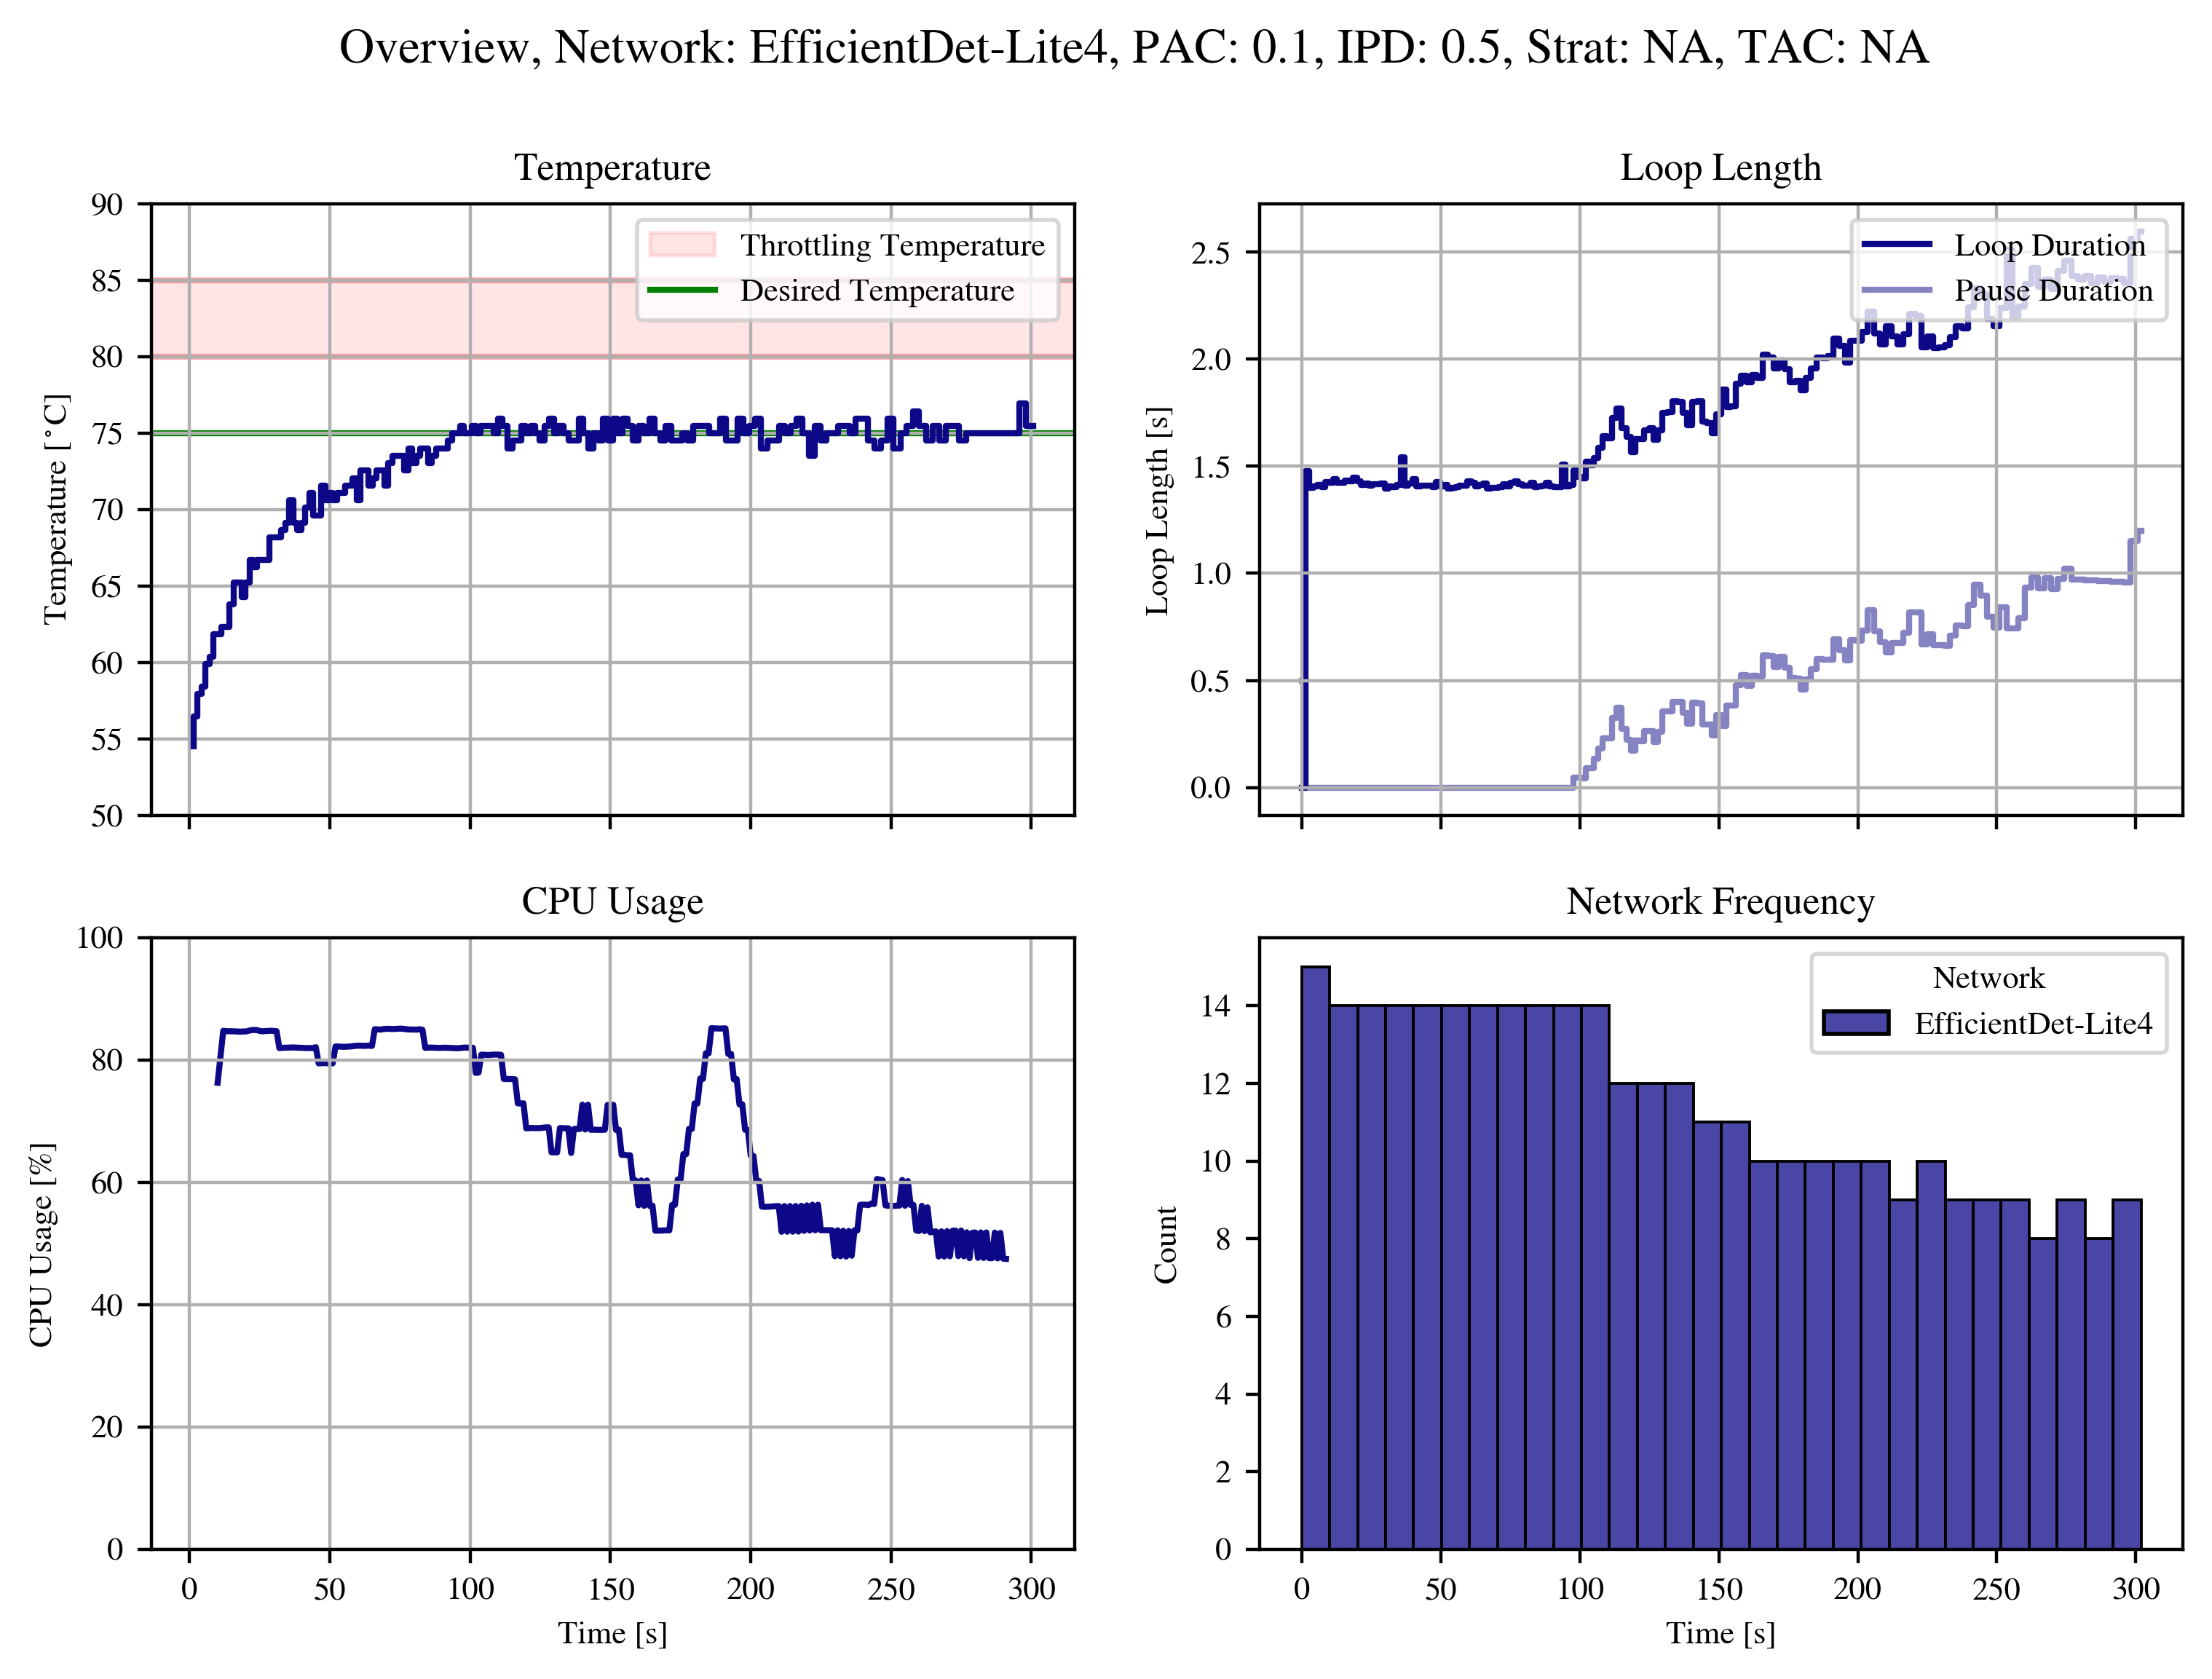 Overview, Network: EfficientDet-Lite4, PAC: 0.1, IPD: 0.5, Strat: NA, TAC: NA
Temperature
90
85
80
75
70
65
60
55
50
Temperature [°C]
Throttling Temperature
Desired Temperature
Loop Length
2.5
2.0
1.5
1.0
0.5
0.0
Loop Length [s]
Loop Duration
Pause Duration
CPU Usage
100
80
60
40
20
0
CPU Usage [%]
0 50 100 150 200 250 300
Time [s]
Network Frequency
14
12
10
8
6
4
2
0
Count
Network
EfficientDet-Lite4
0 50 100 150 200 250 300
Time [s]